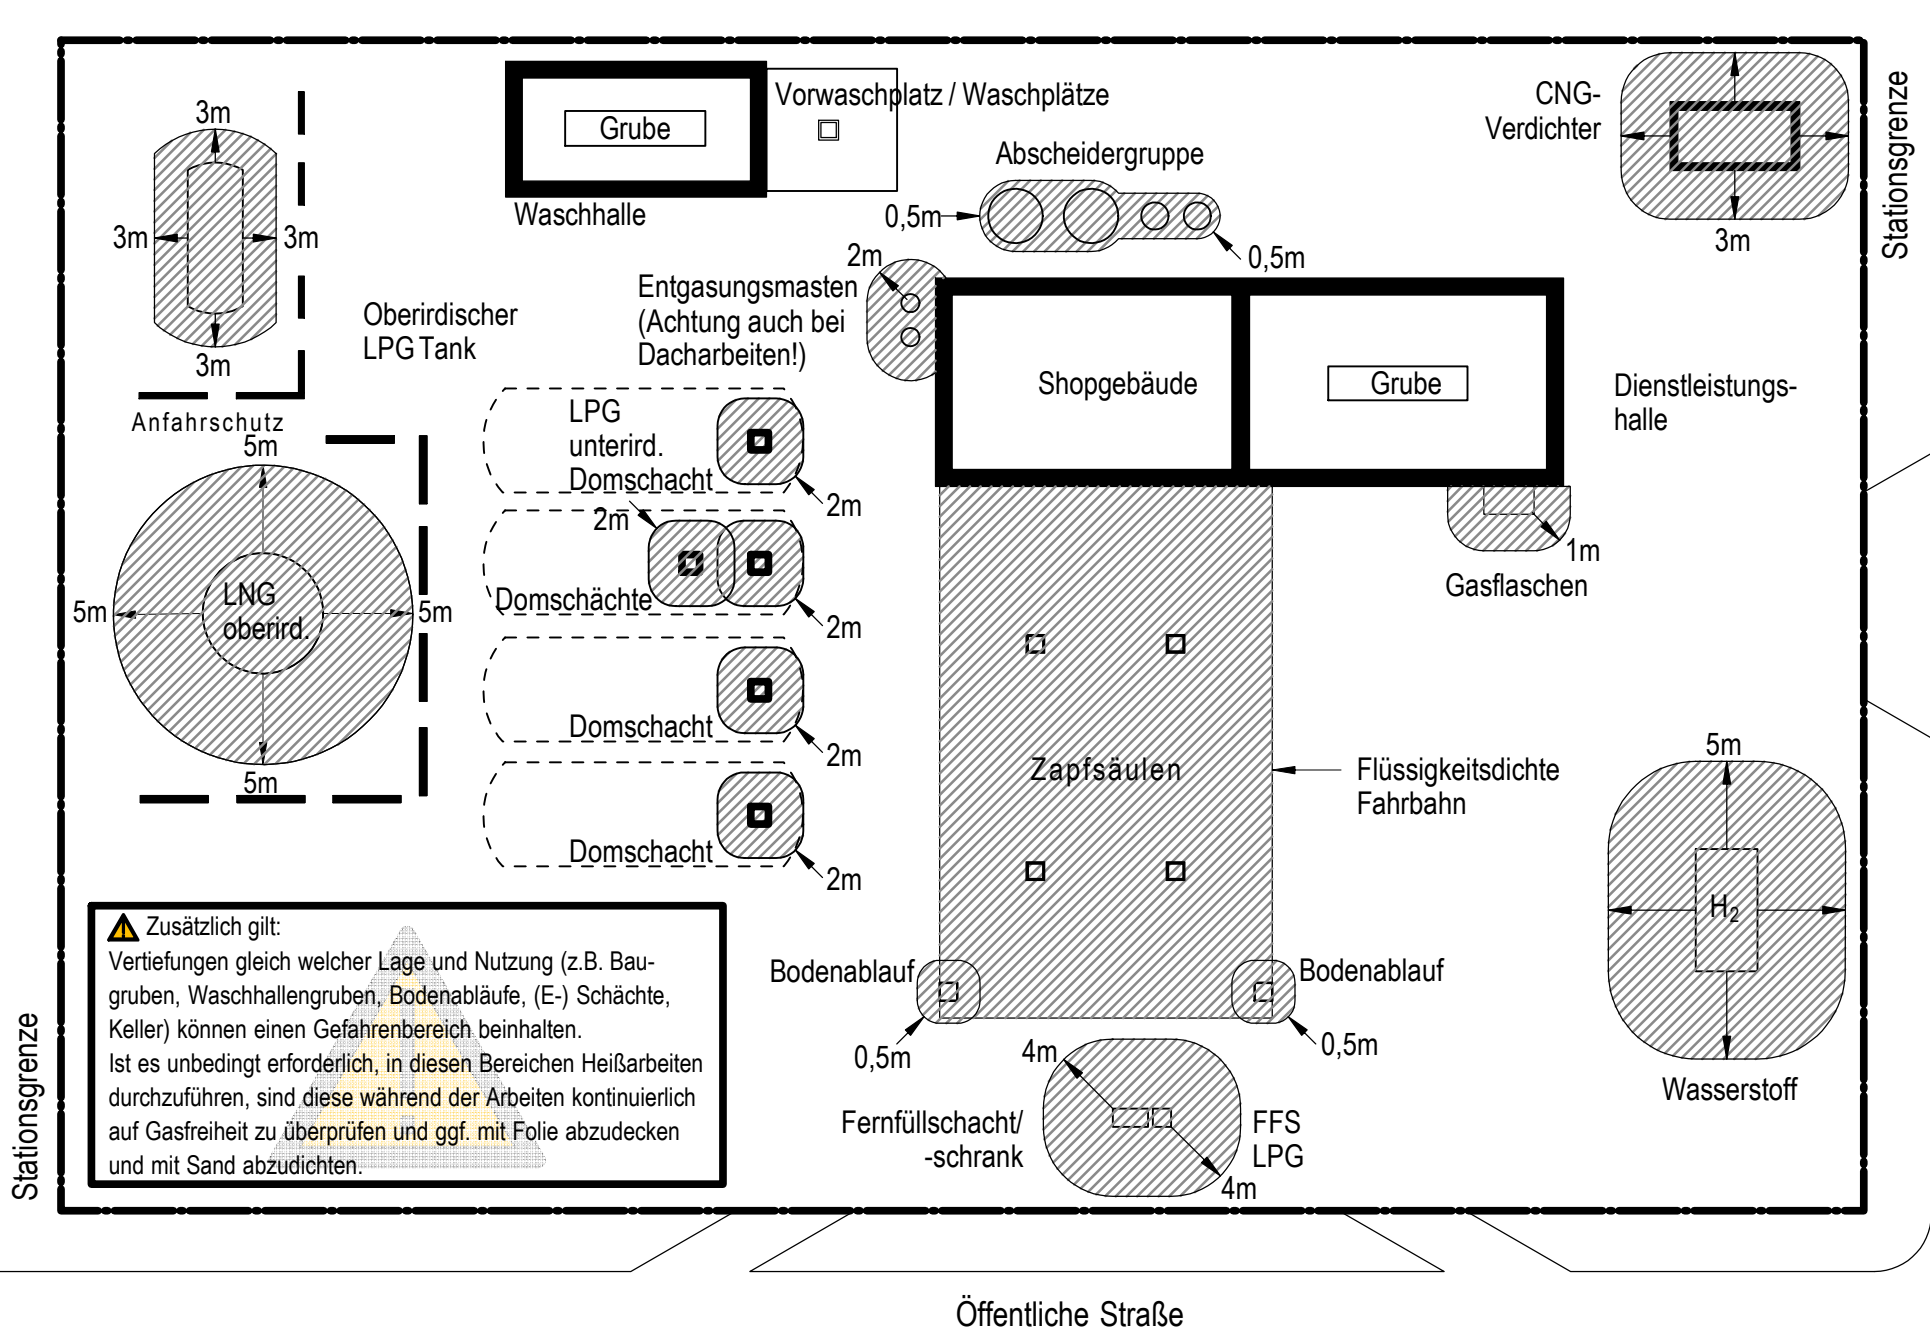 Vorwaschplatz / Waschplätze
Grube
Waschhalle
CNG-
Verdichter
3m
Stationsgrenze
3m
3m
3m
3m
Oberirdischer
LPG Tank
Anfahrschutz
Abscheidergruppe
0,5m
0,5m
2m
Entgasungsmasten
(Achtung auch bei
Dacharbeiten!)
Shopgebäude
Grube
Dienstleistungs-
halle
LPG
unterird.
Domschacht
2m
2m
Domschächte
2m
5m
5m
5m
5m
LNG
oberird.
1m
Gasflaschen
Domschacht
2m
Domschacht
2m
Zapfsäulen
Flüssigkeitsdichte
Fahrbahn
5m
H₂
Wasserstoff
Bodenablauf
0,5m
Bodenablauf
0,5m
4m
Fernfüllschacht/
-schrank
FFS
LPG
4m
Zusätzlich gilt:
Vertiefungen gleich welcher Lage und Nutzung (z.B. Bau-
gruben, Waschhallengruben, Bodenabläufe, (E-) Schächte,
Keller) können einen Gefahrenbereich beinhalten.
Ist es unbedingt erforderlich, in diesen Bereichen Heißarbeiten
durchzuführen, sind diese während der Arbeiten kontinuierlich
auf Gasfreiheit zu überprüfen und ggf. mit Folie abzudecken
und mit Sand abzudichten.
Stationsgrenze
Öffentliche Straße